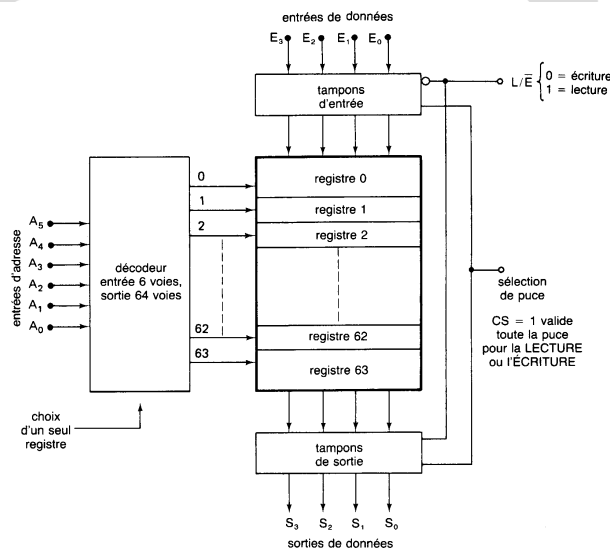 entrées de données
E3 E2 E1 E0
tampons
d'entrée
L/E̅ { 0 = écriture
1 = lecture
0
registre 0
1
registre 1
2
registre 2
A5
A4
A3
A2
A1
A0
entrées d'adresse
décodeur
entrée 6 voies,
sortie 64 voies
sélection
de puce
CS = 1 valide
toute la puce
pour la LECTURE
ou l'ÉCRITURE
62
registre 62
63
registre 63
choix
d'un seul
registre
tampons
de sortie
S3 S2 S1 S0
sorties de données